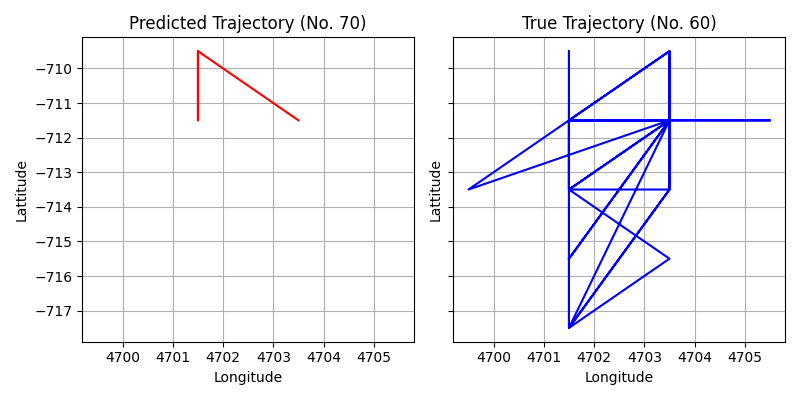 Predicted Trajectory (No. 70)
True Trajectory (No. 60)
Lattitude
−710
−711
−712
−713
−714
−715
−716
−717
4700 4701 4702 4703 4704 4705
Longitude
Lattitude
4700 4701 4702 4703 4704 4705
Longitude